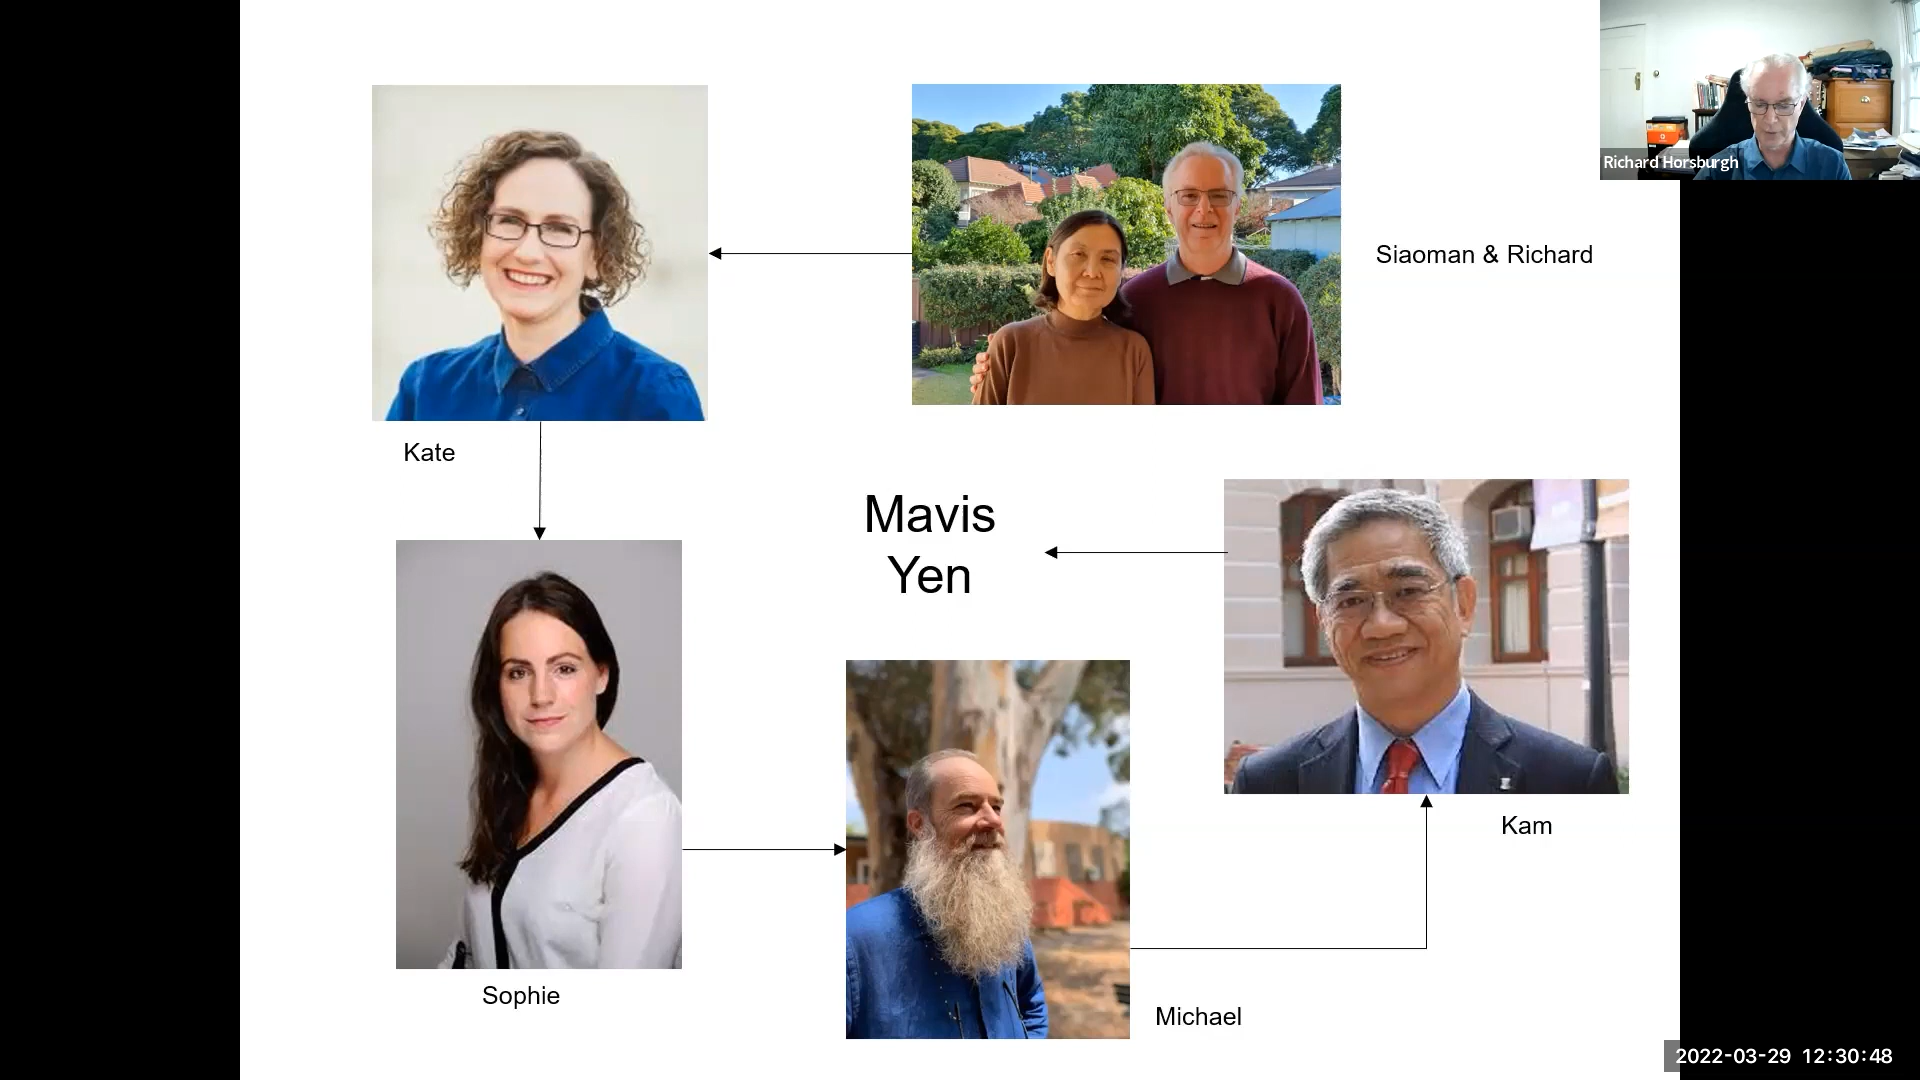 Richard Horsburgh
Siaoman & Richard
Kate
Mavis
Yen
Kam
Sophie
Michael
2022-03-29 12:30:48